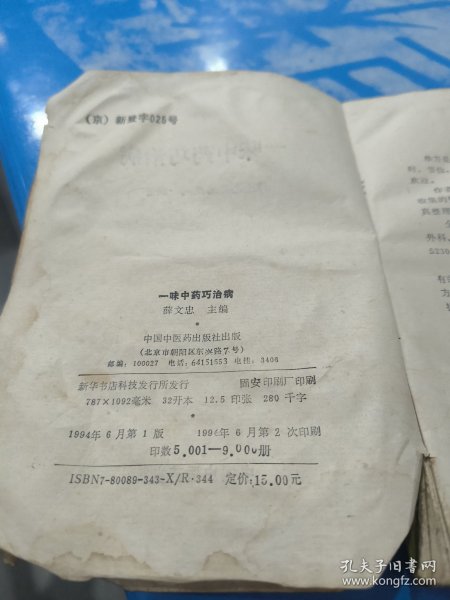 （京）新登字025号
一味中药巧治病
薛文忠 主编
中国中医药出版社出版
（北京市朝阳区东兴路7号）
邮编：100027 电话：64151553 电挂：3406
新华书店科技发行所发行 固安印刷厂印刷
787×1092毫米 32开本 12.5印张 280千字
1994年6月第1版 1996年6月第2次印刷
印数5.001—9.000册
ISBN7-80089-343-X/R·344 定价:15.00元
外科、
5230
孔夫子旧书网
www.kongfz.com